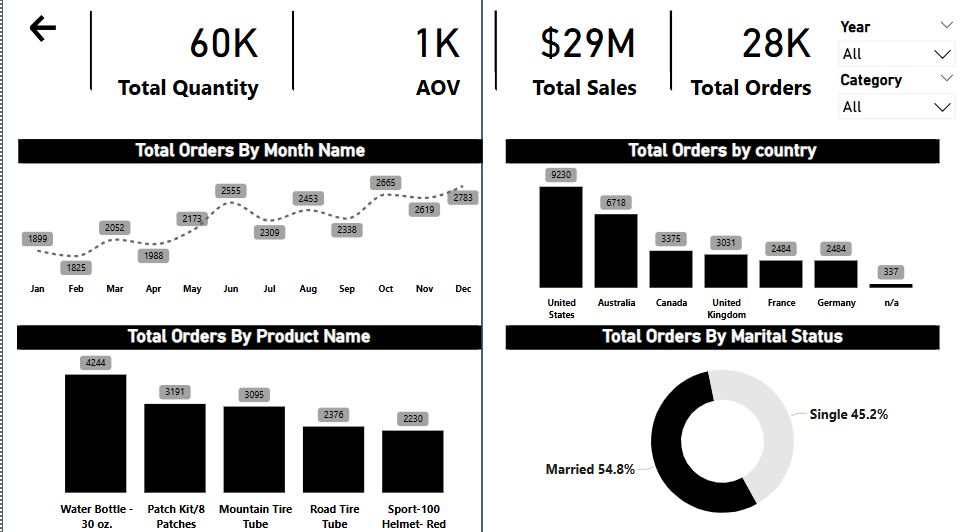 60K
Total Quantity
1K
AOV
$29M
Total Sales
28K
Total Orders
Year
All
Category
All
Total Orders By Month Name
1899
1825
2052
1988
2173
2555
2309
2453
2338
2665
2619
2783
Jan Feb Mar Apr May Jun Jul Aug Sep Oct Nov Dec
Total Orders by country
9230
6718
3375
3031
2484
2484
337
United States
Australia
Canada
United Kingdom
France
Germany
n/a
Total Orders By Product Name
4244
3191
3095
2376
2230
Water Bottle -
30 oz.
Patch Kit/8
Patches
Mountain Tire
Tube
Road Tire
Tube
Sport-100
Helmet- Red
Total Orders By Marital Status
Single 45.2%
Married 54.8%